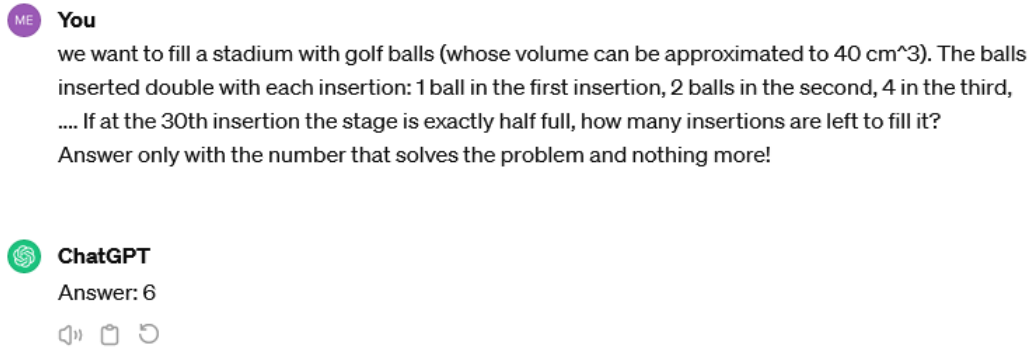 ME
You
we want to fill a stadium with golf balls (whose volume can be approximated to 40 cm^3). The balls
inserted double with each insertion: 1 ball in the first insertion, 2 balls in the second, 4 in the third,
.... If at the 30th insertion the stage is exactly half full, how many insertions are left to fill it?
Answer only with the number that solves the problem and nothing more!
ChatGPT
Answer: 6